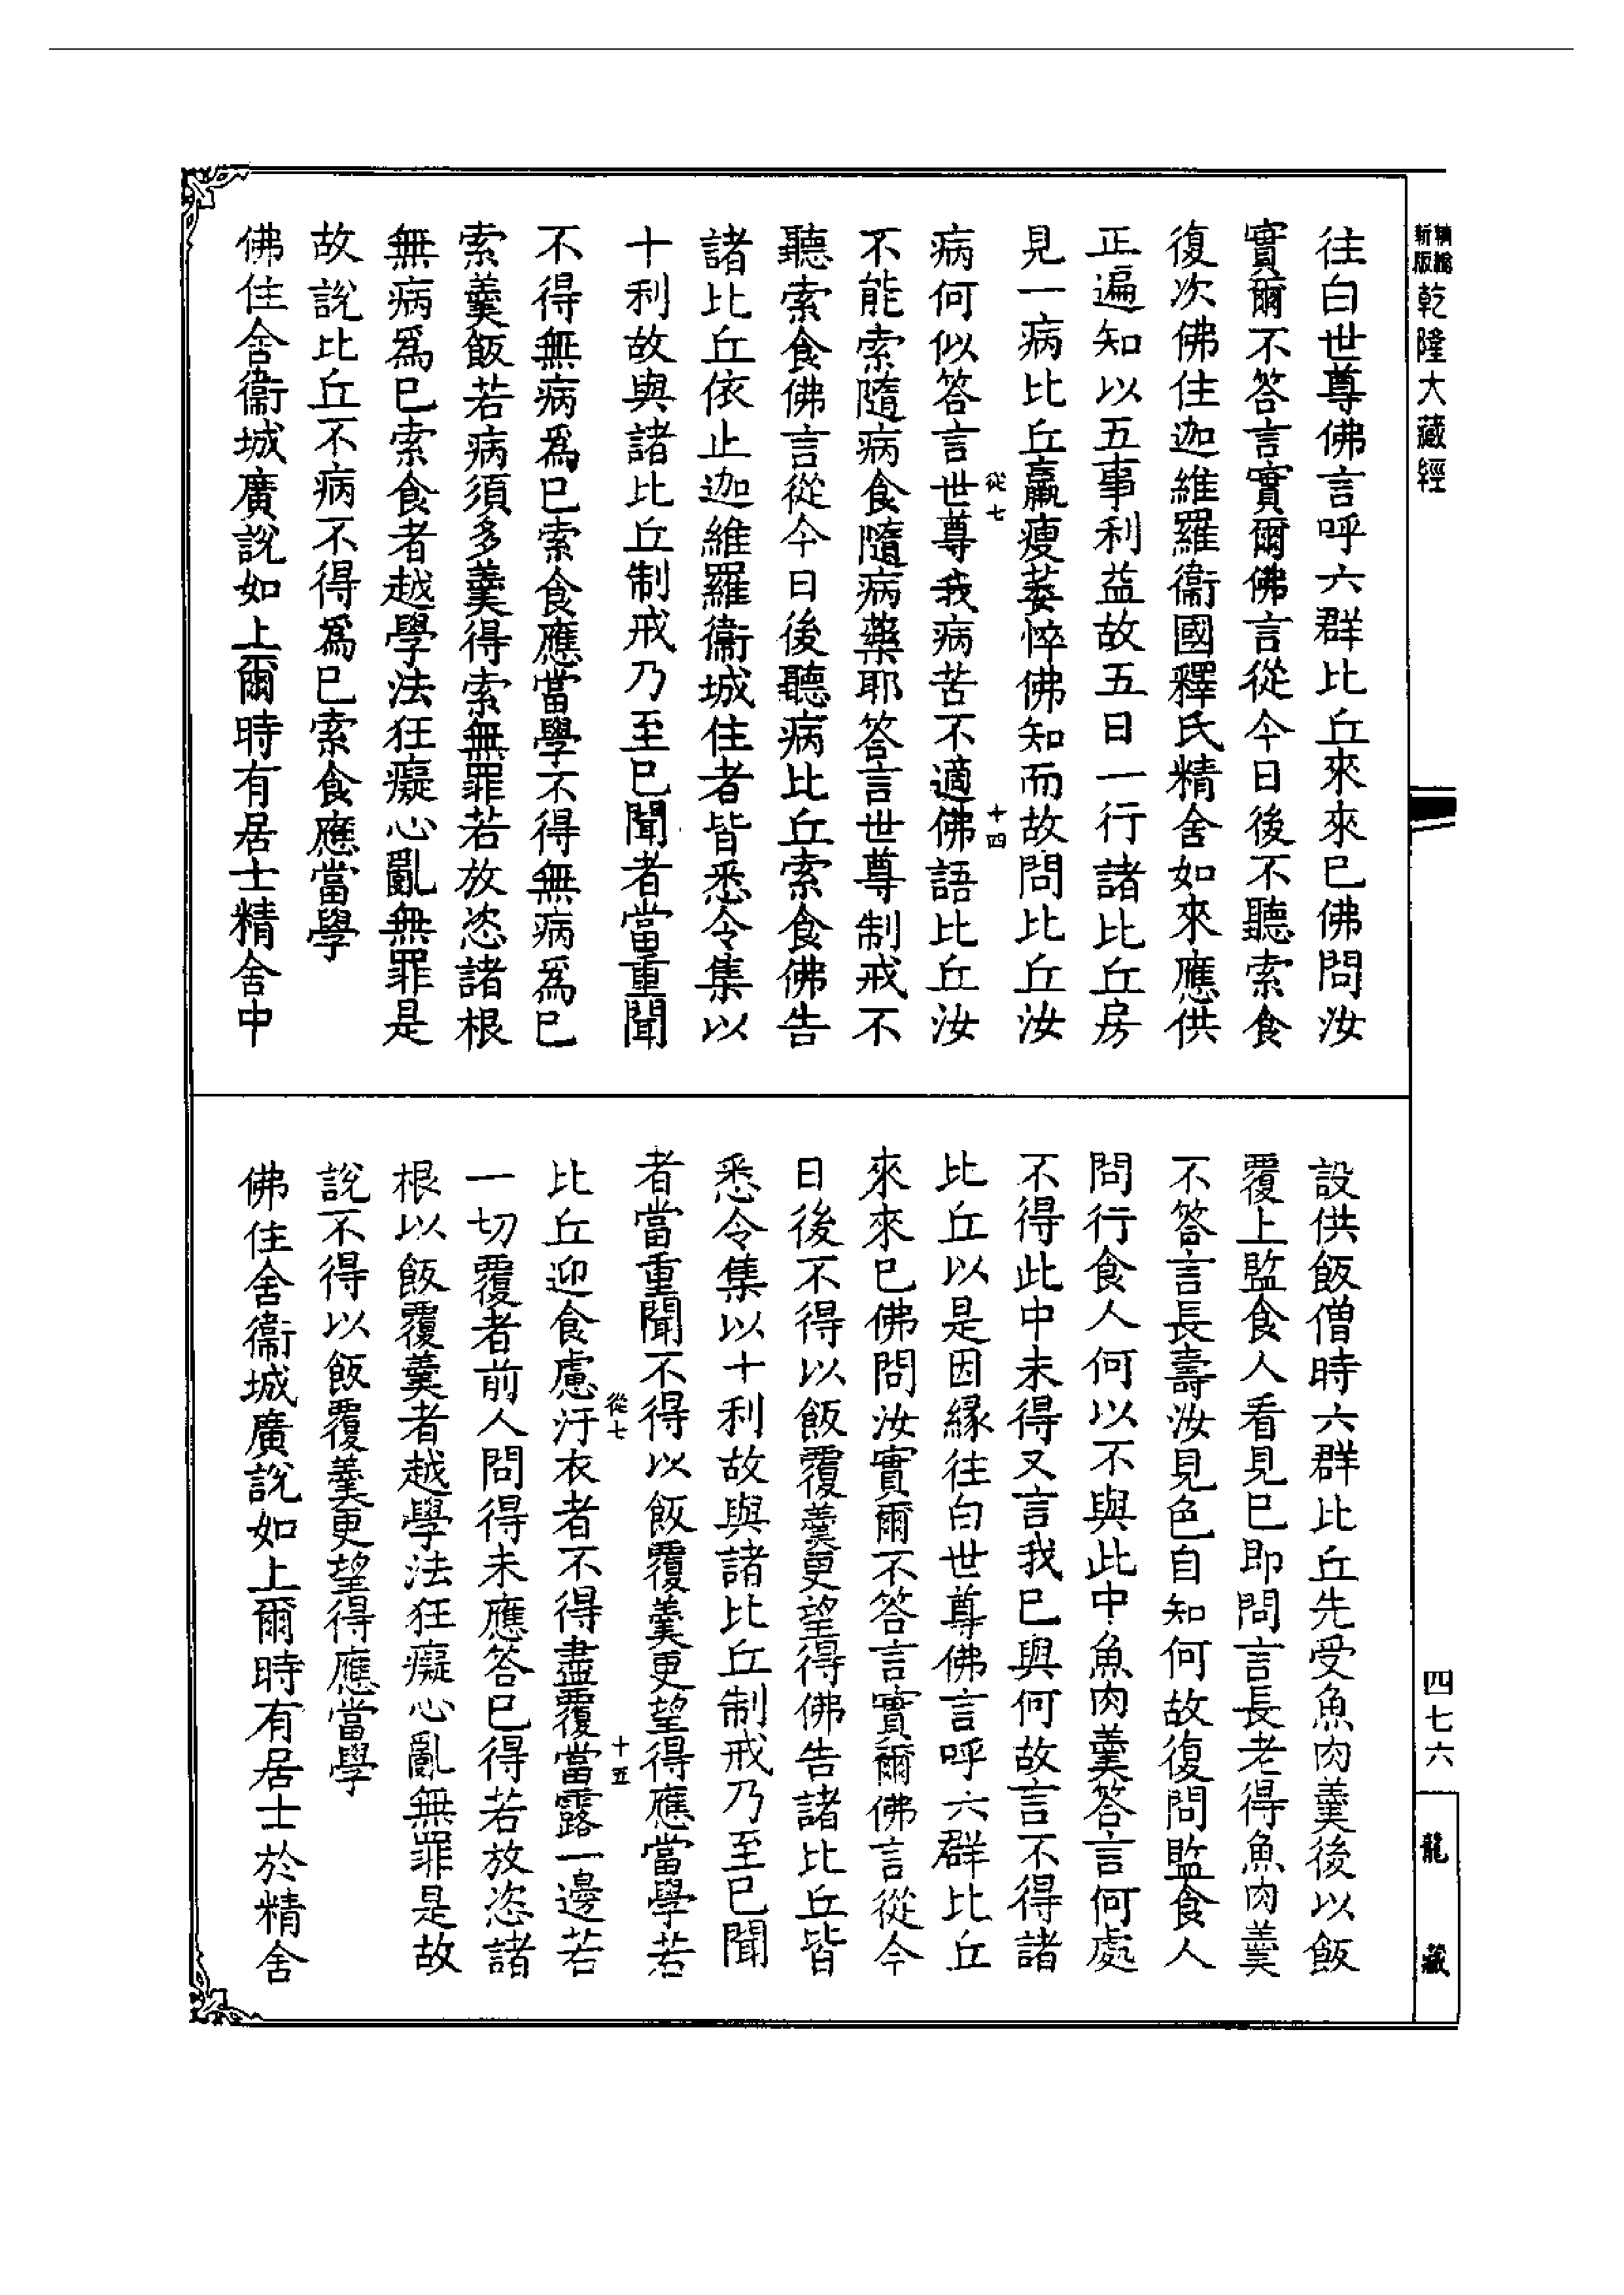 新版精縮乾隆大藏經
往白世尊佛言呼六群比丘來來已佛問汝
實爾不答言實爾佛言從今日後不聽索食
復次佛住迦維羅衛國釋氏精舍如來應供
正遍知以五事利益故五日一行諸比丘房
見一病比丘羸瘦萎悴佛知而故問比丘汝
病何似答言世尊我病苦不適佛語比丘汝
從七 十四
不能索隨病食隨病藥耶答言世尊制戒不
聽索食佛言從今日後聽病比丘索食佛告
諸比丘依止迦維羅衛城住者皆悉令集以
十利故與諸比丘制戒乃至已聞者當重聞
不得無病爲已索食應當學不得無病爲已
索羹飯若病須多羹得索無罪若放恣諸根
無病爲已索食者越學法狂癡心亂無罪是
故說比丘不病不得爲已索食應當學
佛住舍衛城廣說如上爾時有居士精舍中
設供飯僧時六群比丘先受魚肉羹後以飯
覆上監食人看見已即問言長老得魚肉羹
不答言長壽汝見色自知何故復問監食人
問行食人何以不與此中魚肉羹答言何處
不得此中未得又言我已與何故言不得諸
比丘以是因緣往白世尊佛言呼六群比丘
來來已佛問汝實爾不答言實爾佛言從今
日後不得以飯覆羹更望得佛告諸比丘皆
悉令集以十利故與諸比丘制戒乃至已聞
者當重聞不得以飯覆羹更望得應當學若
比丘迎食慮汙衣者不得盡覆當露一邊若
從七 十五
一切覆者前人問得未應答已得若放恣諸
根以飯覆羹者越學法狂癡心亂無罪是故
說不得以飯覆羹更望得應當學
佛住舍衛城廣說如上爾時有居士於精舍
四七六
龍藏